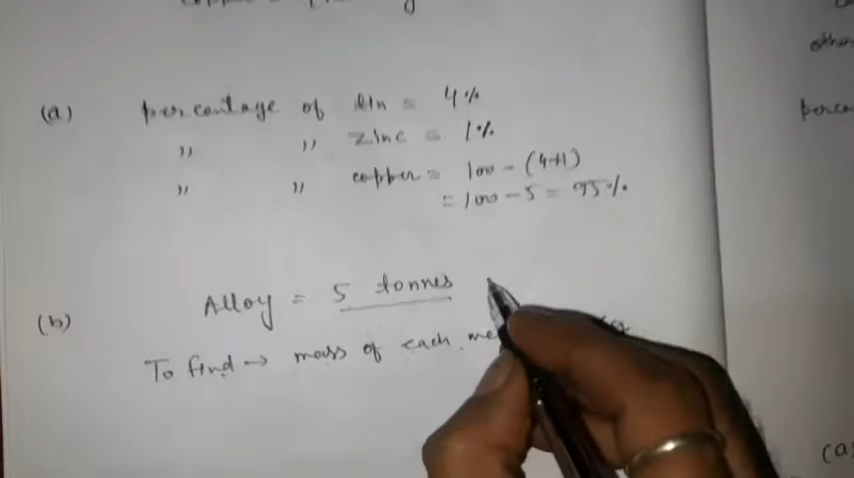 (a) percentage of tin = 4%
" " zinc = 1%
" " copper = 100 - (4+1)
= 100 - 5 = 95%
(b) Alloy = 5 tonnes
To find → mass of each
(a)